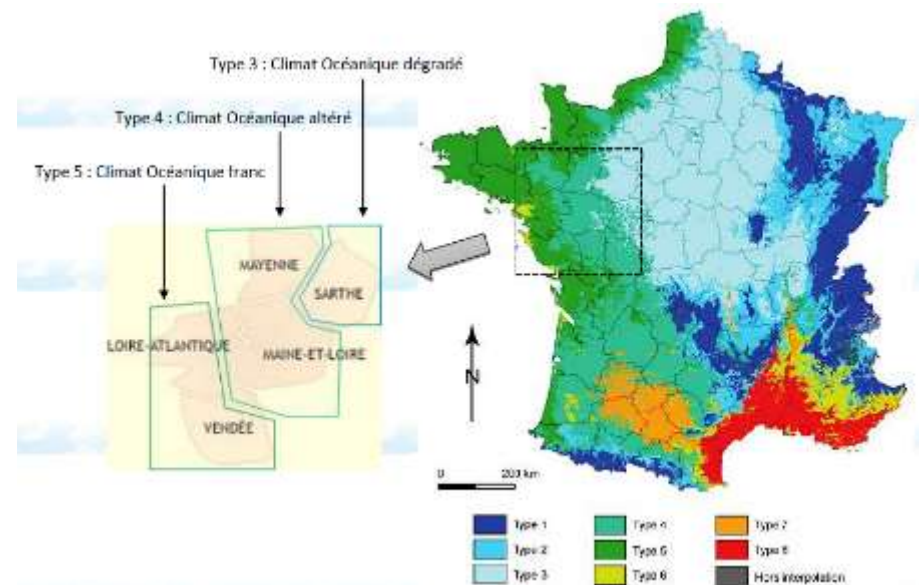 Type 3 : Climat Océanique dégradé
Type 4 : Climat Océanique altéré
Type 5 : Climat Océanique franc
MAYENNE
SARTHE
LOIRE-ATLANTIQUE
MAINE-ET-LOIRE
VENDÉE
N
0 200 km
Type 1
Type 2
Type 3
Type 4
Type 5
Type 6
Type 7
Type 8
Hors interpolation